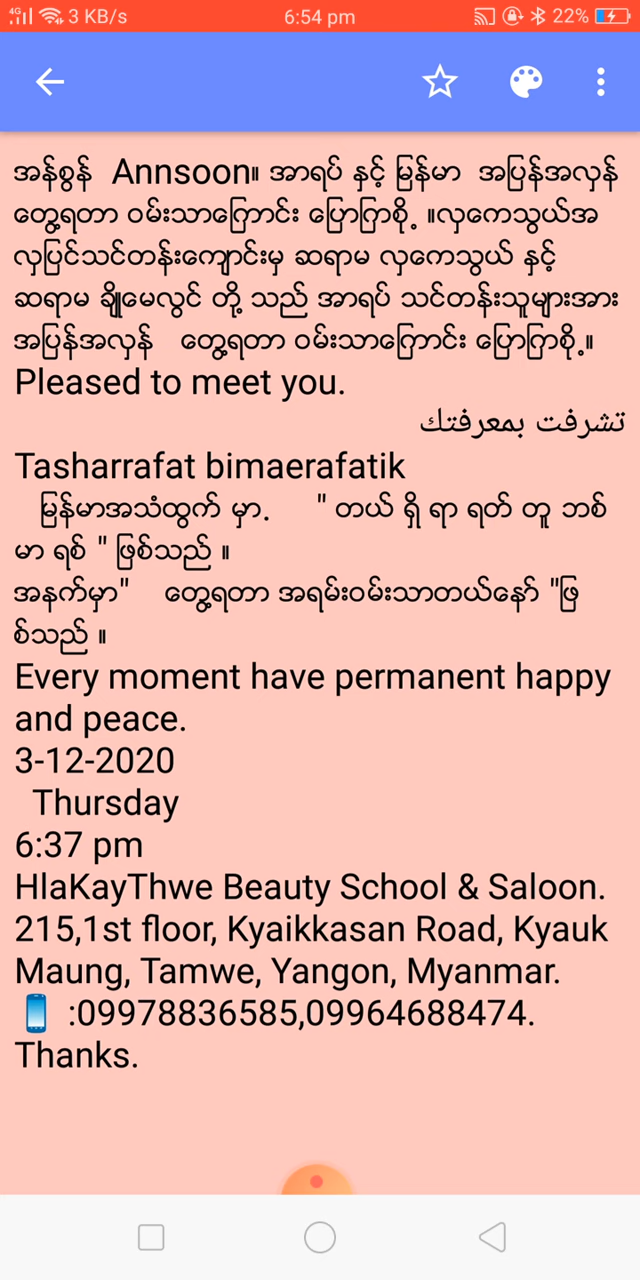 4G 3 KB/s 6:54 pm 22%
အန်စွန် Annsoon။ အာရပ် နှင့် မြန်မာ အပြန်အလှန်
တွေ့ရတာ ဝမ်းသာကြောင်း ပြောကြစို့ ။လှကေသွယ်အ
လှပြင်သင်တန်းကျောင်းမှ ဆရာမ လှကေသွယ် နှင့်
ဆရာမ ချိုမေလွင် တို့ သည် အာရပ် သင်တန်းသူများအား
အပြန်အလှန် တွေ့ရတာ ဝမ်းသာကြောင်း ပြောကြစို့။
Pleased to meet you.
تشرفت بمعرفتك
Tasharrafat bimaerafatik
မြန်မာအသံထွက် မှာ. " တယ် ရှိ ရာ ရတ် တူ ဘစ်
မာ ရစ် " ဖြစ်သည် ။
အနက်မှာ" တွေ့ရတာ အရမ်းဝမ်းသာတယ်နော် "ဖြ
စ်သည် ။
Every moment have permanent happy
and peace.
3-12-2020
Thursday
6:37 pm
HlaKayThwe Beauty School & Saloon.
215,1st floor, Kyaikkasan Road, Kyauk
Maung, Tamwe, Yangon, Myanmar.
📱 :09978836585,09964688474.
Thanks.